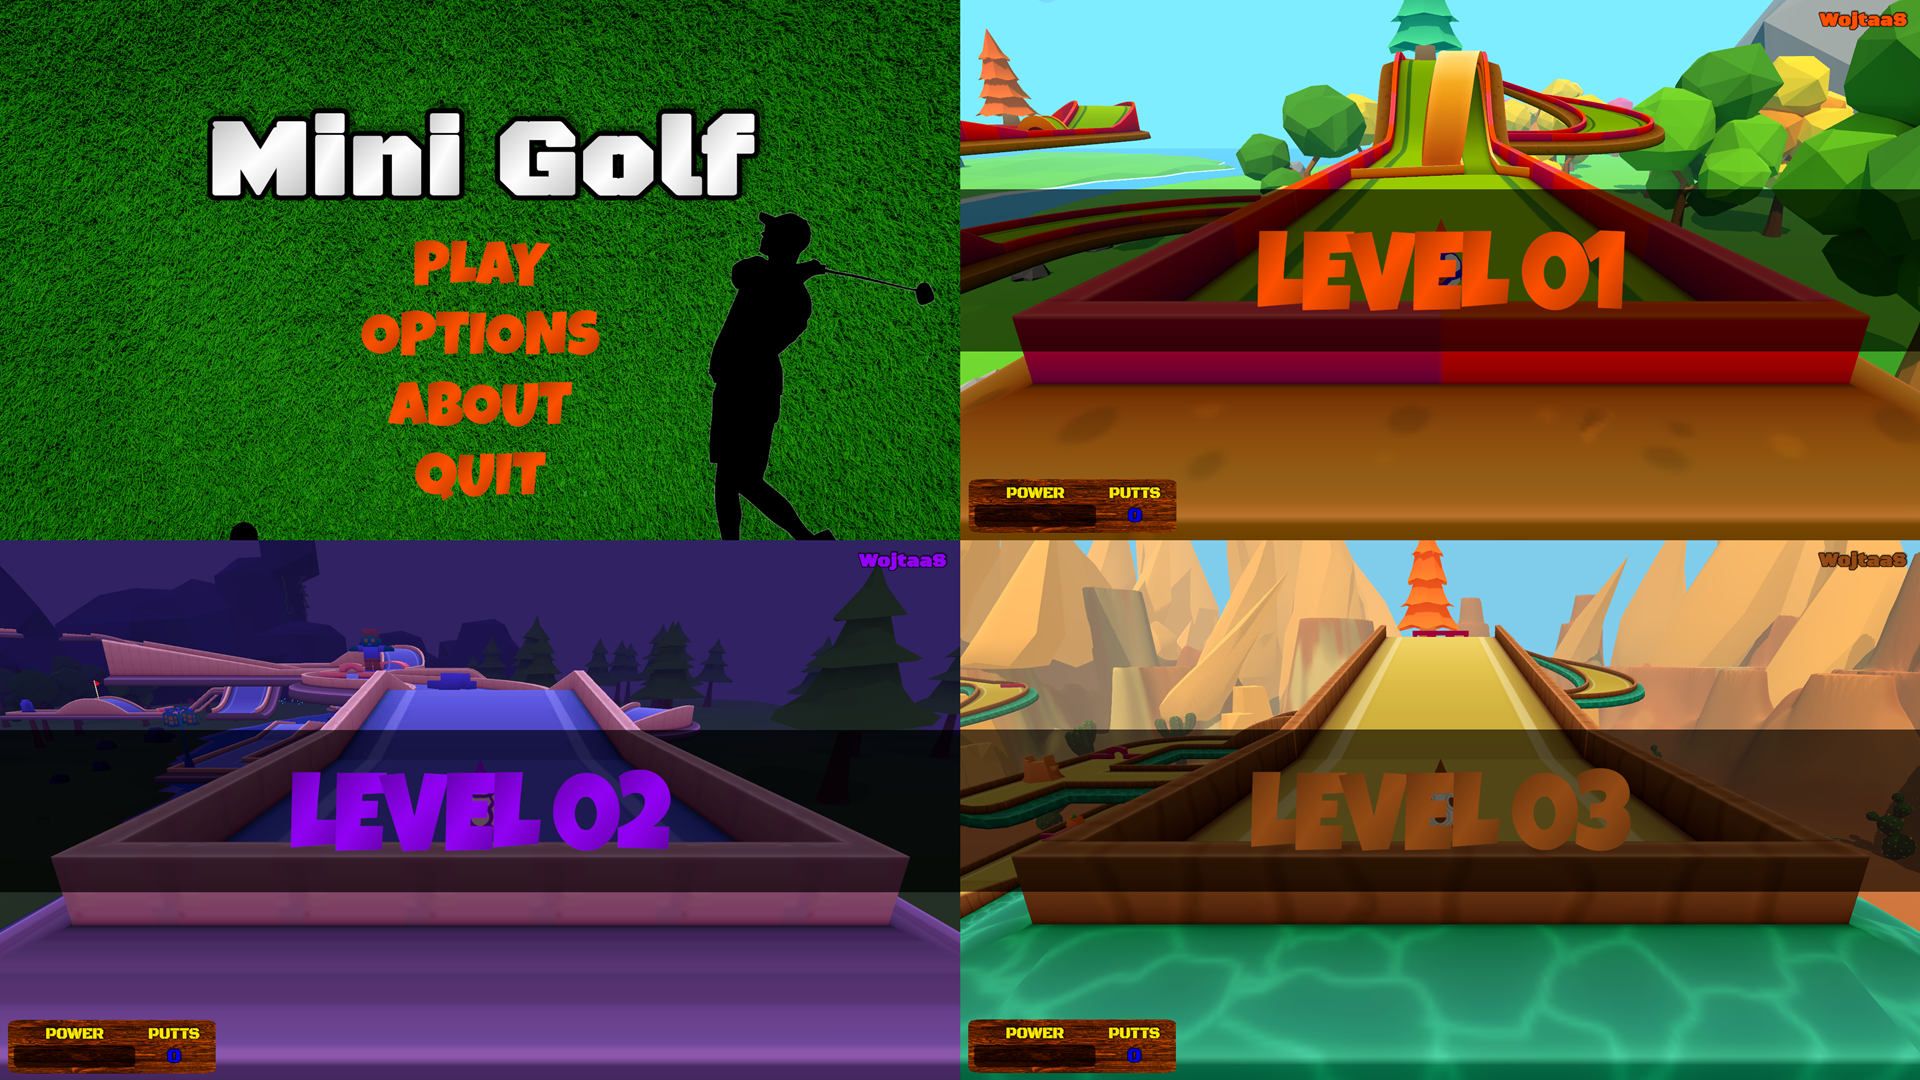 Mini Golf
PLAY
OPTIONS
ABOUT
QUIT
WojtaaS
LEVEL 01
POWER PUTTS
0
WojtaaS
LEVEL 02
POWER PUTTS
0
WojtaaS
LEVEL 03
POWER PUTTS
0